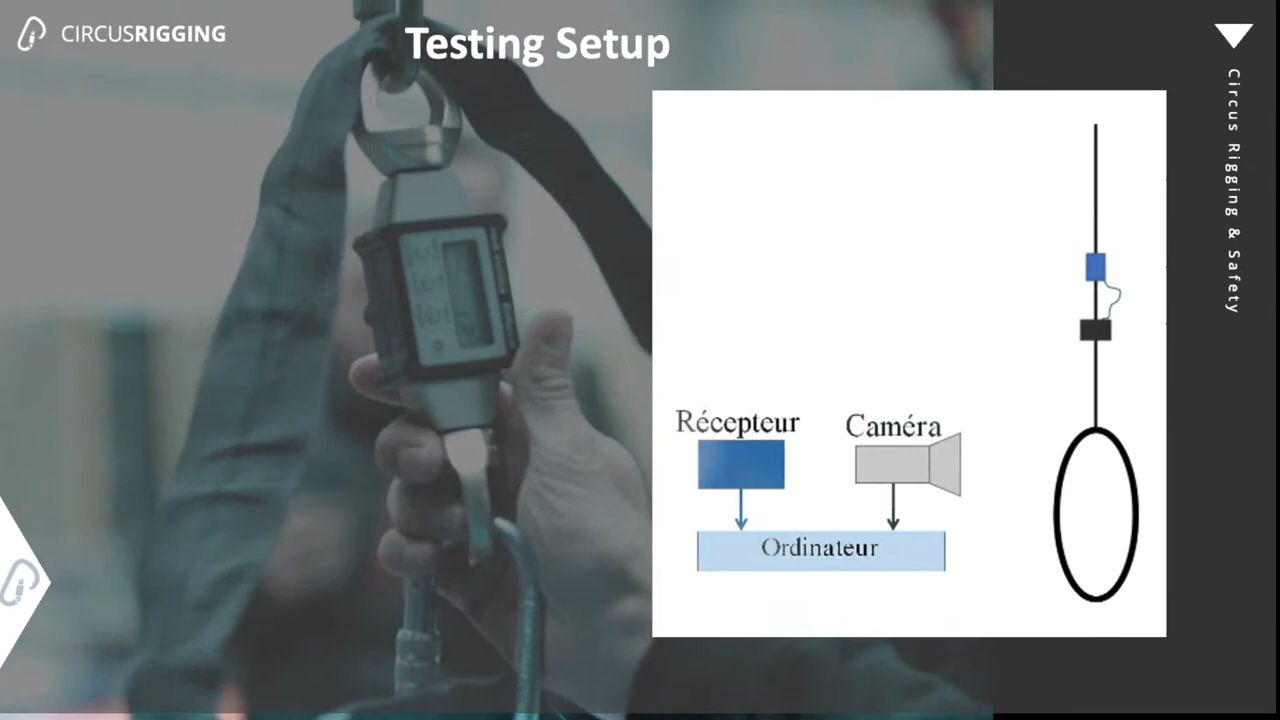 CIRCUSRIGGING
Testing Setup
Circus Rigging & Safety
Récepteur
Caméra
Ordinateur